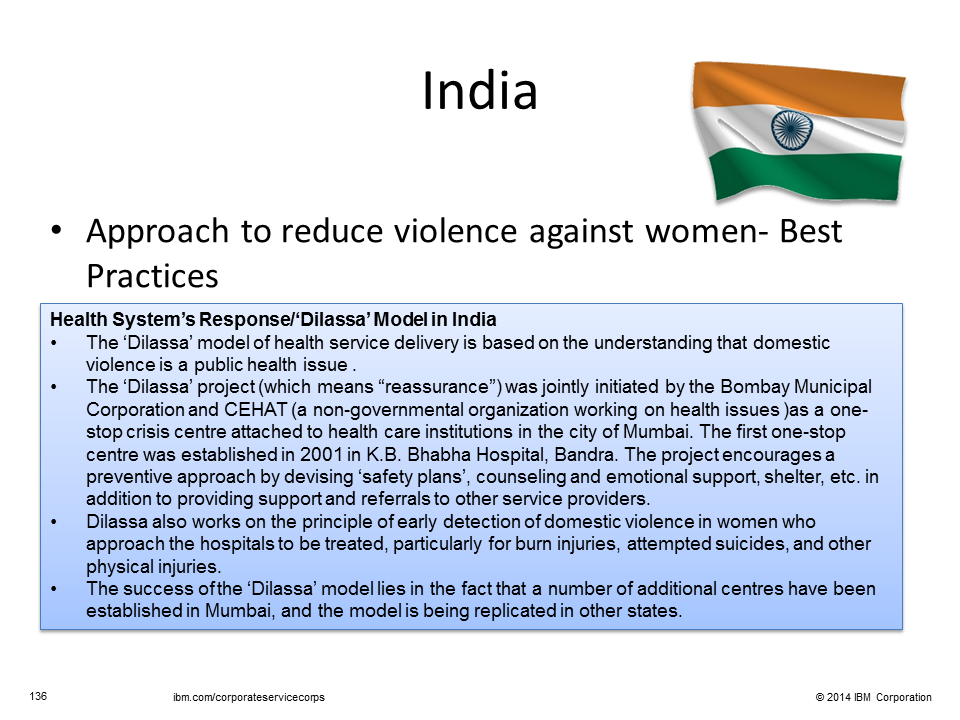 India
• Approach to reduce violence against women- Best
Practices
Health System’s Response/‘Dilassa’ Model in India
• The ‘Dilassa’ model of health service delivery is based on the understanding that domestic
violence is a public health issue .
• The ‘Dilassa’ project (which means “reassurance”) was jointly initiated by the Bombay Municipal
Corporation and CEHAT (a non-governmental organization working on health issues )as a one-
stop crisis centre attached to health care institutions in the city of Mumbai. The first one-stop
centre was established in 2001 in K.B. Bhabha Hospital, Bandra. The project encourages a
preventive approach by devising ‘safety plans’, counseling and emotional support, shelter, etc. in
addition to providing support and referrals to other service providers.
• Dilassa also works on the principle of early detection of domestic violence in women who
approach the hospitals to be treated, particularly for burn injuries, attempted suicides, and other
physical injuries.
• The success of the ‘Dilassa’ model lies in the fact that a number of additional centres have been
established in Mumbai, and the model is being replicated in other states.
136 ibm.com/corporateservicecorps © 2014 IBM Corporation